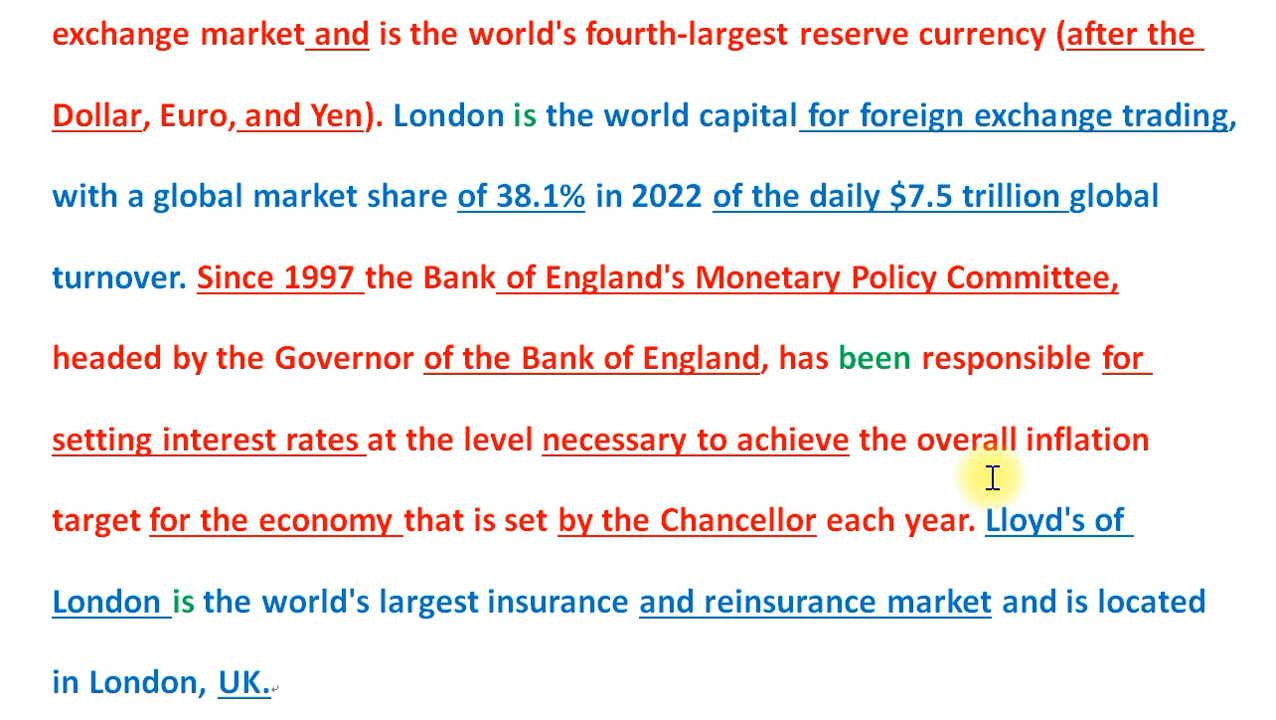 exchange market and is the world's fourth-largest reserve currency (after the
Dollar, Euro, and Yen). London is the world capital for foreign exchange trading,
with a global market share of 38.1% in 2022 of the daily $7.5 trillion global
turnover. Since 1997 the Bank of England's Monetary Policy Committee,
headed by the Governor of the Bank of England, has been responsible for
setting interest rates at the level necessary to achieve the overall inflation
target for the economy that is set by the Chancellor each year. Lloyd's of
London is the world's largest insurance and reinsurance market and is located
in London, UK.